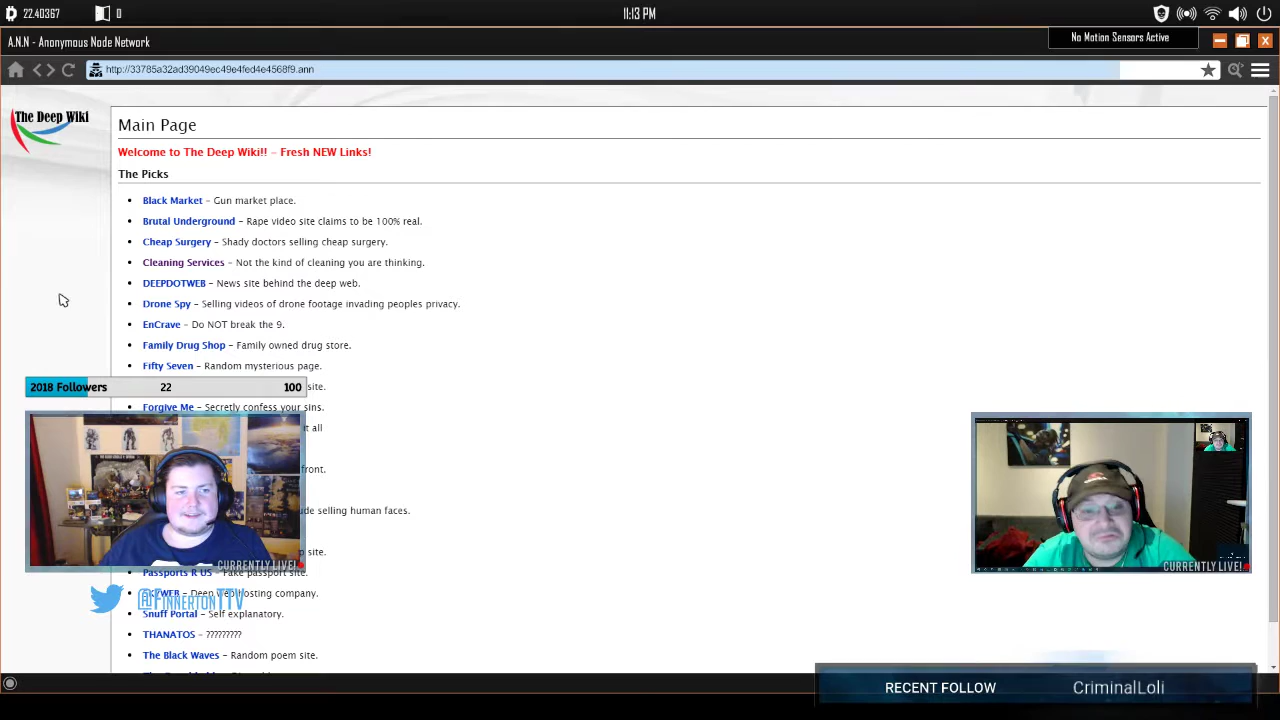 22.40367
0
11:13 PM
A.N.N - Anonymous Node Network
No Motion Sensors Active
http://33785a32ad39049ec49e4fed4e4568f9.ann
The Deep Wiki
Main Page
Welcome to The Deep Wiki!! - Fresh NEW Links!
The Picks
Black Market - Gun market place.
Brutal Underground - Rape video site claims to be 100% real.
Cheap Surgery - Shady doctors selling cheap surgery.
Cleaning Services - Not the kind of cleaning you are thinking.
DEEPDOTWEB - News site behind the deep web.
Drone Spy - Selling videos of drone footage invading peoples privacy.
EnCrave - Do NOT break the 9.
Family Drug Shop - Family owned drug store.
Fifty Seven - Random mysterious page.
2018 Followers 22 100 site.
Forgive Me - Secretly confess your sins.
all
front.
selling human faces.
site.
CURRENTLY LIVE!
CURRENTLY LIVE!
Passports R US - Fake passport site.
@FinnertonTTV
hosting company.
Snuff Portal - Self explanatory.
THANATOS - ?????????
The Black Waves - Random poem site.
RECENT FOLLOW CriminalLoli